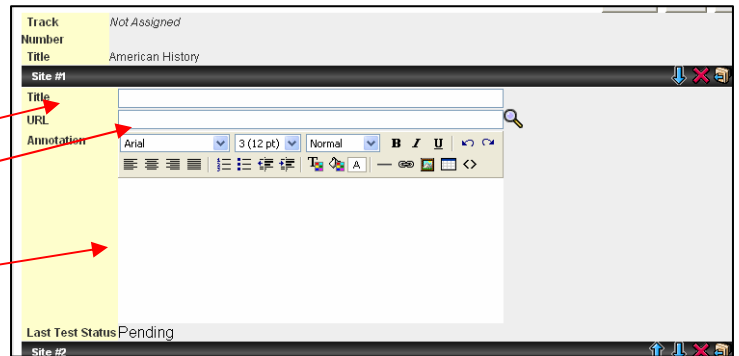 Track Number Not Assigned
Title American History
Site #1
Title
URL
Annotation
Arial 3 (12 pt) Normal B I U
T A A <>
Last Test Status Pending
Site #2